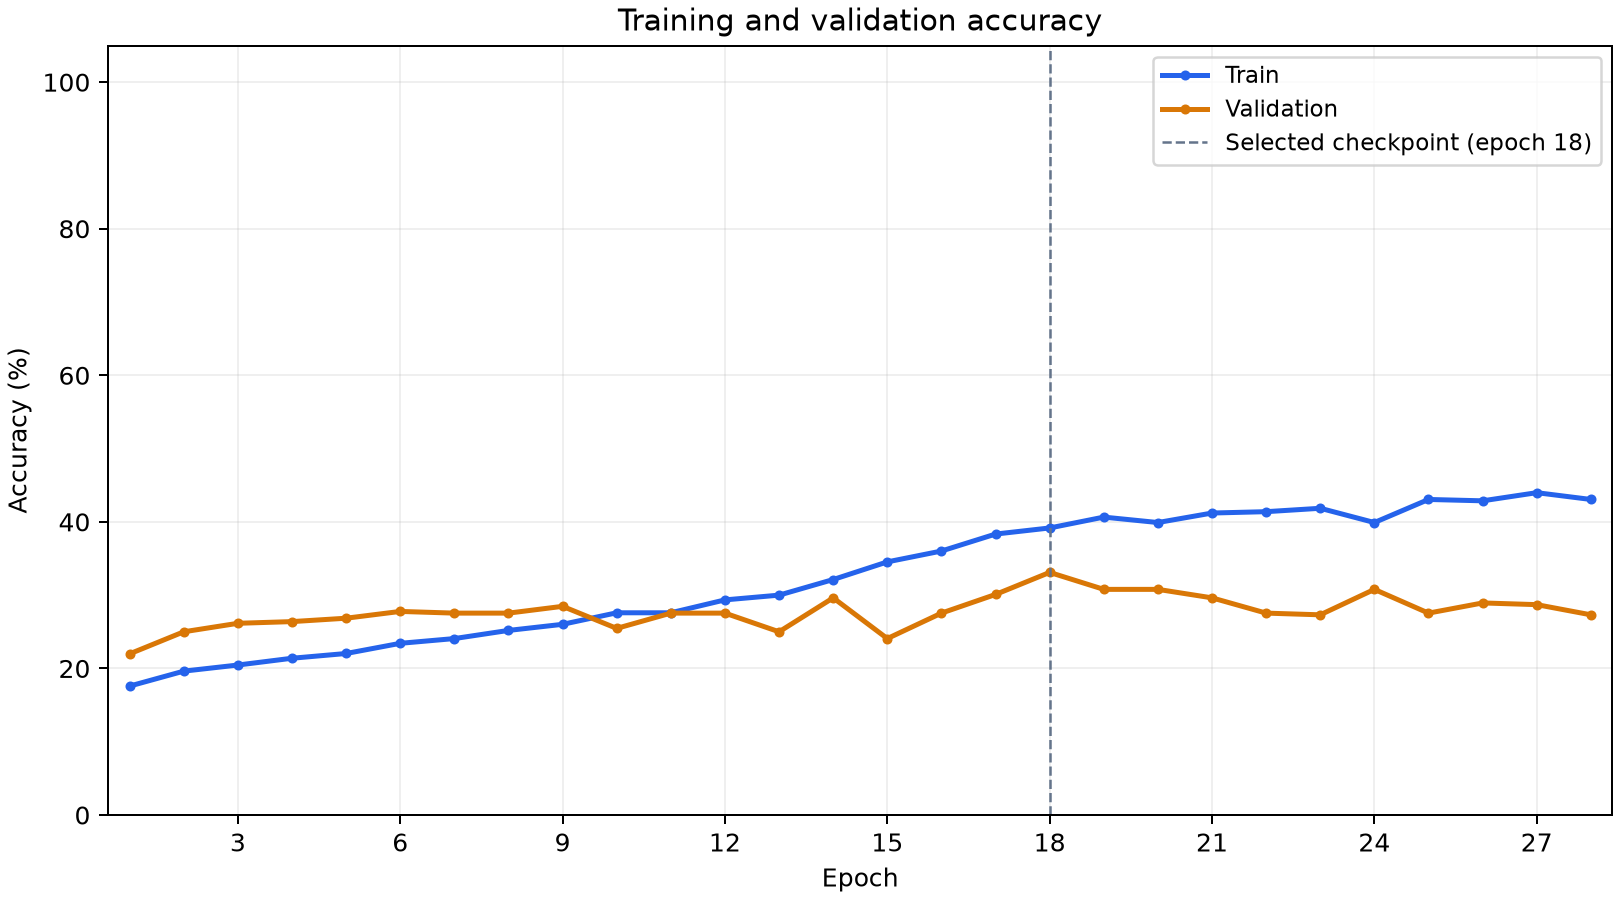 Training and validation accuracy
Train
Validation
Selected checkpoint (epoch 18)
Accuracy (%)
100
80
60
40
20
0
3 6 9 12 15 18 21 24 27
Epoch